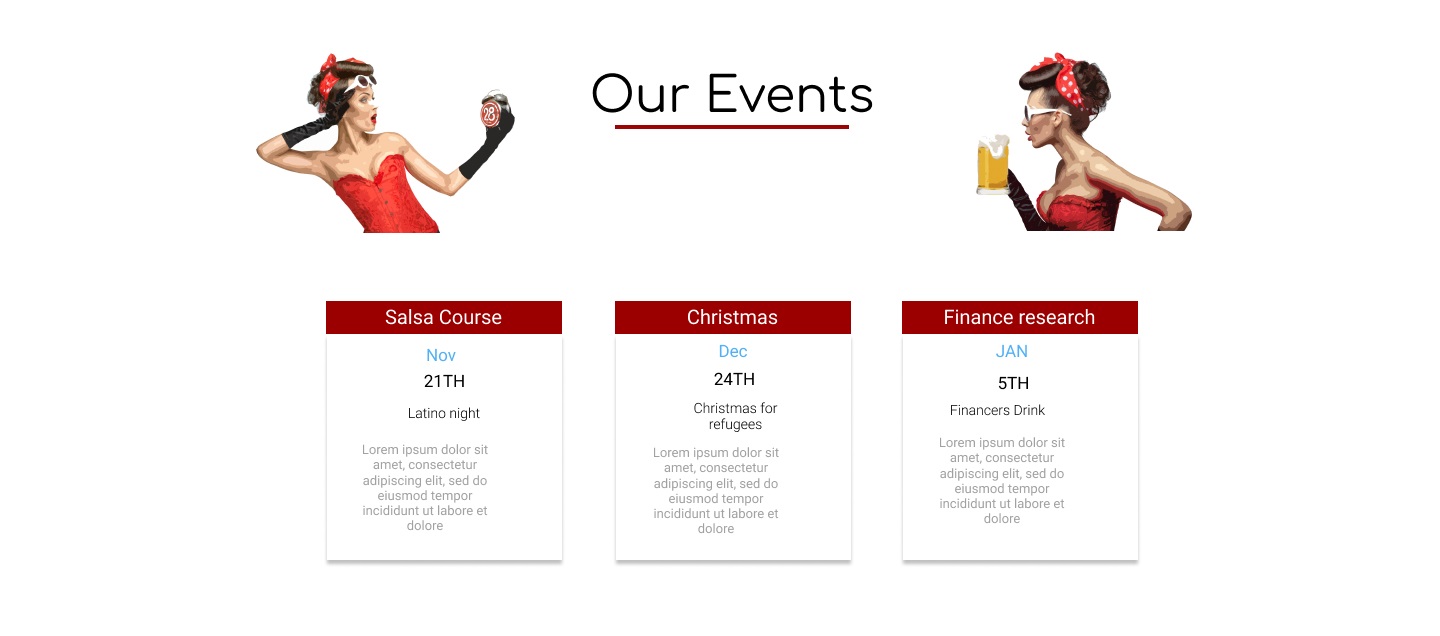 Our Events
28
Salsa Course
Nov
21TH
Latino night
Lorem ipsum dolor sit
amet, consectetur
adipiscing elit, sed do
eiusmod tempor
incididunt ut labore et
dolore
Christmas
Dec
24TH
Christmas for
refugees
Lorem ipsum dolor sit
amet, consectetur
adipiscing elit, sed do
eiusmod tempor
incididunt ut labore et
dolore
Finance research
JAN
5TH
Financers Drink
Lorem ipsum dolor sit
amet, consectetur
adipiscing elit, sed do
eiusmod tempor
incididunt ut labore et
dolore